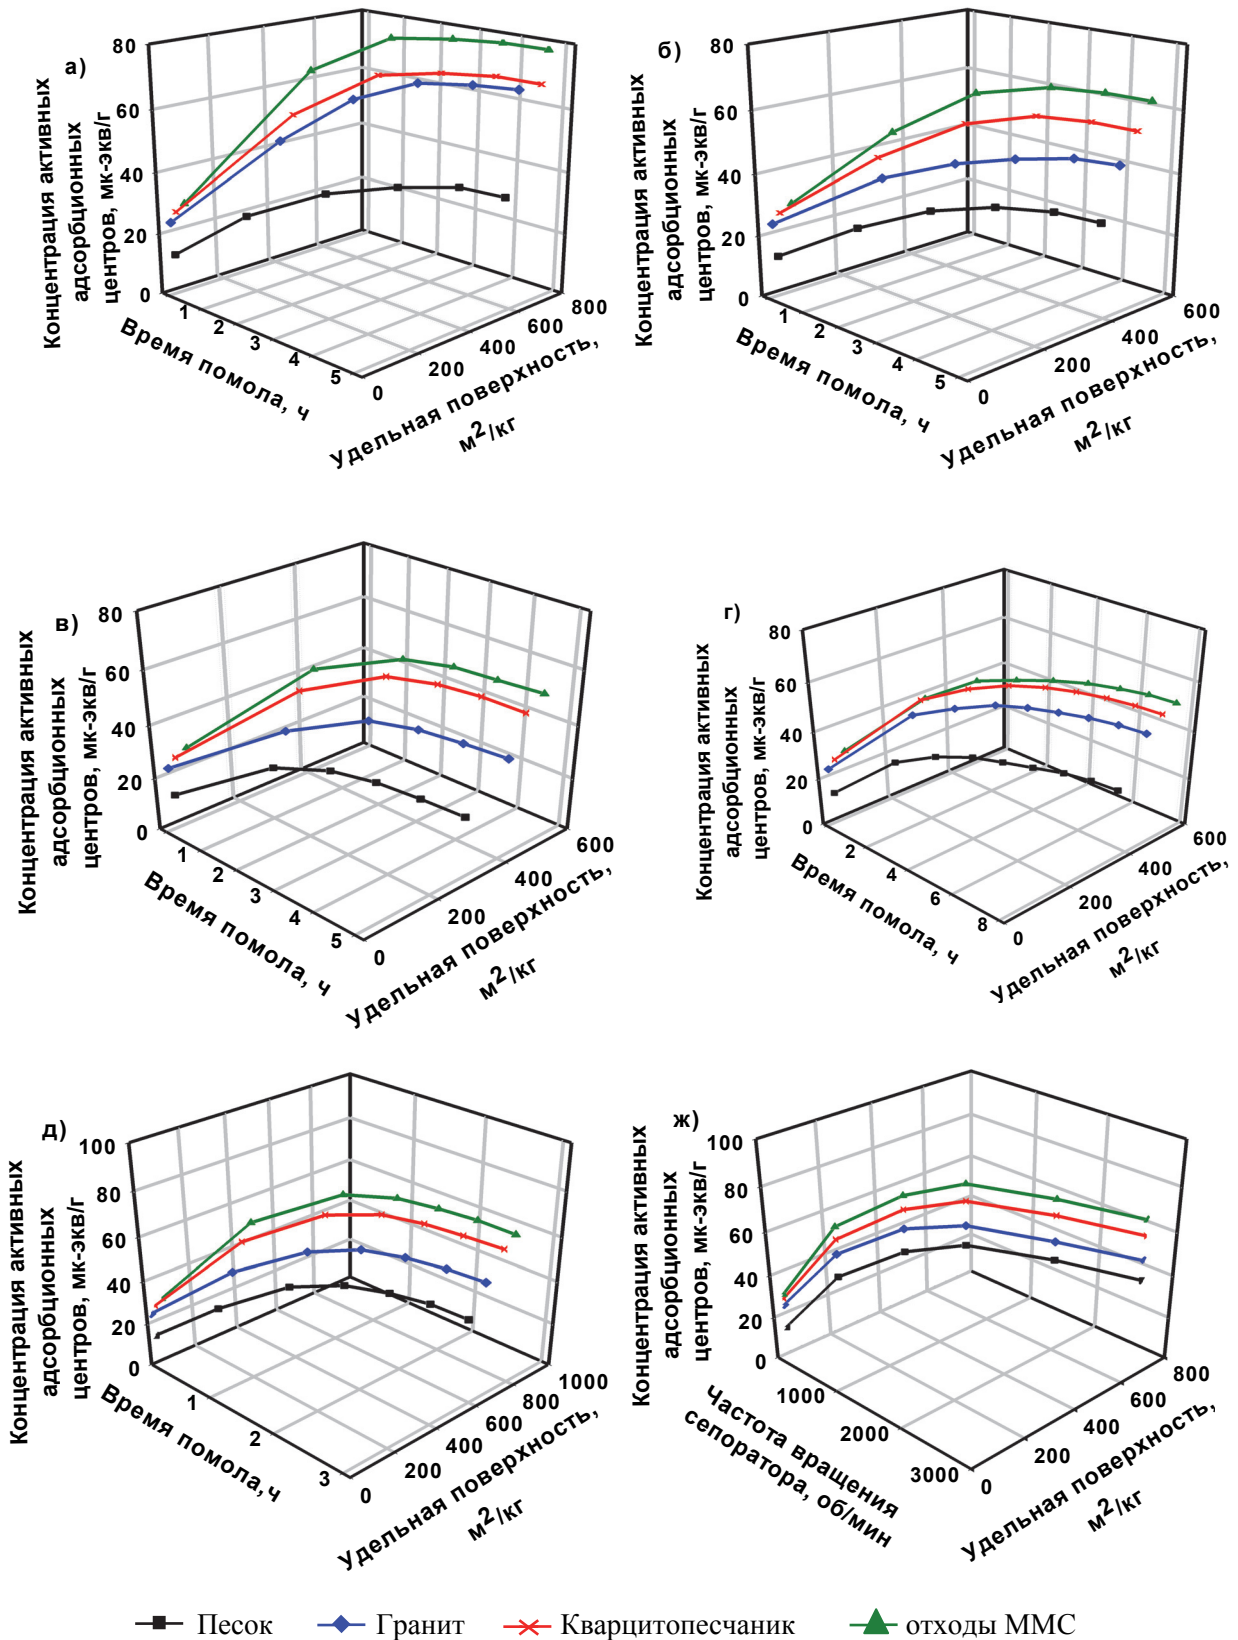 а)
Концентрация активных
адсорбционных
центров, мк-экв/г
80
60
40
20
0
1
2
3
4
5
Время помола, ч
0
200
400
600
800
Удельная поверхность,
м²/кг
б)
Концентрация активных
адсорбционных
центров, мк-экв/г
80
60
40
20
0
1
2
3
4
5
Время помола, ч
0
200
400
600
Удельная поверхность,
м²/кг
в)
Концентрация активных
адсорбционных
центров, мк-экв/г
80
60
40
20
0
1
2
3
4
5
Время помола, ч
0
200
400
600
Удельная поверхность,
м²/кг
г)
Концентрация активных
адсорбционных
центров, мк-экв/г
80
60
40
20
0
2
4
6
8
Время помола, ч
0
200
400
600
Удельная поверхность,
м²/кг
д)
Концентрация активных
адсорбционных
центров, мк-экв/г
100
80
60
40
20
0
1
2
3
Время помола,ч
0
200
400
600
800
1000
Удельная поверхность,
м²/кг
ж)
Концентрация активных
адсорбционных
центров, мк-экв/г
100
80
60
40
20
0
1000
2000
3000
Частота вращения
сепоратора, об/мин
0
200
400
600
800
Удельная поверхность,
м²/кг
Песок Гранит Кварцитопесчаник отходы ММС